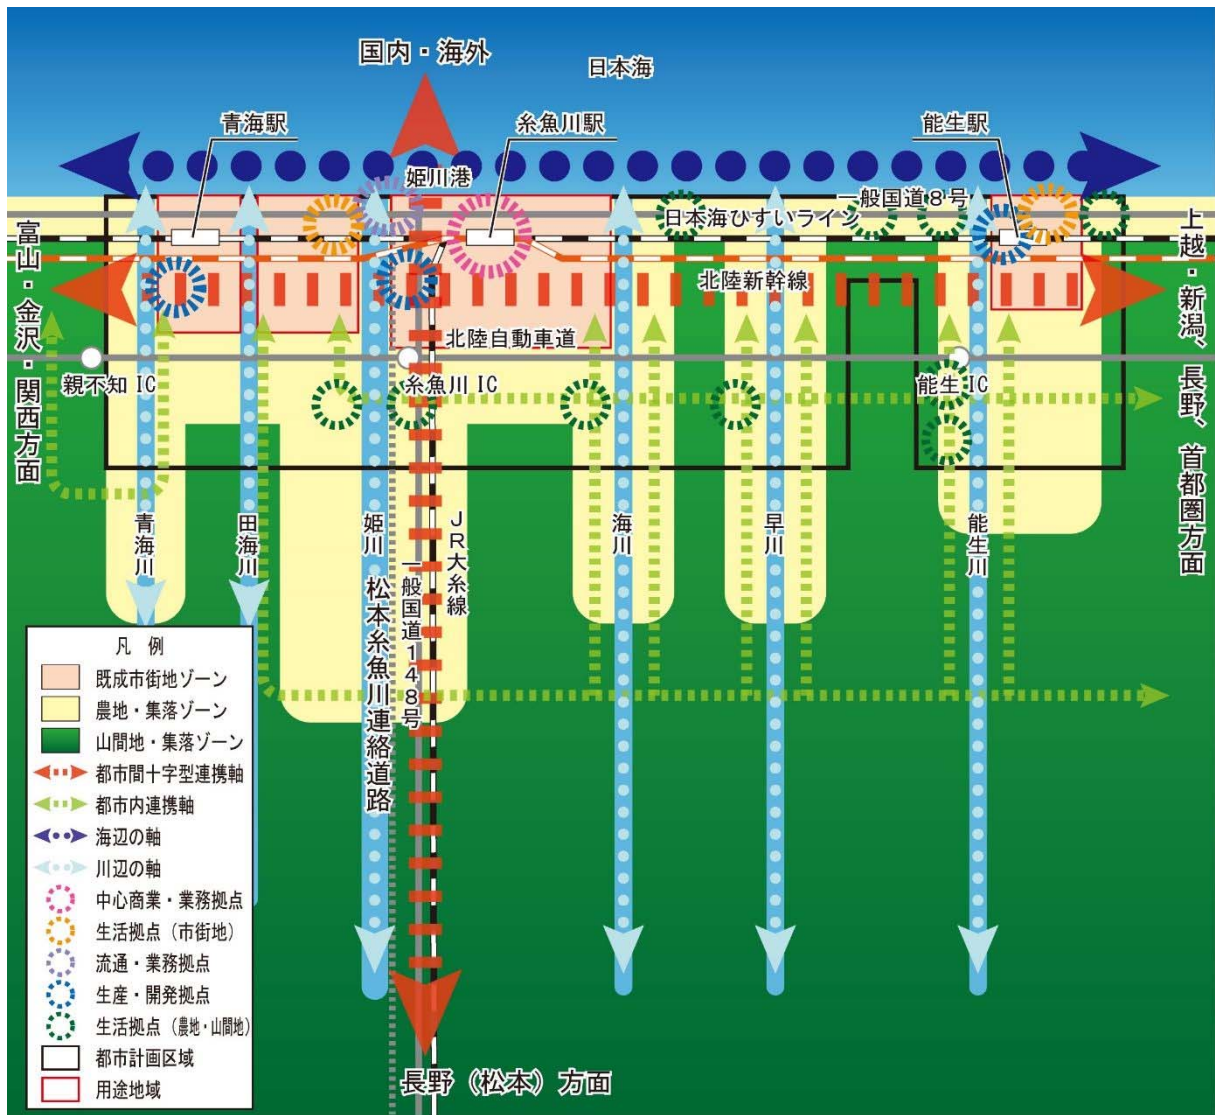 国内・海外
日本海
青海駅
糸魚川駅
能生駅
姫川港
一般国道8号
日本海ひすいライン
北陸新幹線
北陸自動車道
富山・金沢・関西方面
上越・新潟、長野、首都圏方面
親不知 IC
糸魚川 IC
能生 IC
青海川
田海川
姫川
松本糸魚川連絡道路
一般国道148号
JR大糸線
海川
早川
能生川
長野（松本）方面
凡　例
既成市街地ゾーン
農地・集落ゾーン
山間地・集落ゾーン
都市間十字型連携軸
都市内連携軸
海辺の軸
川辺の軸
中心商業・業務拠点
生活拠点（市街地）
流通・業務拠点
生産・開発拠点
生活拠点（農地・山間地）
都市計画区域
用途地域